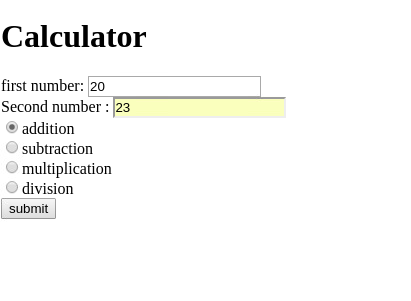 Calculator
first number: 20
Second number : 23
addition
subtraction
multiplication
division
submit